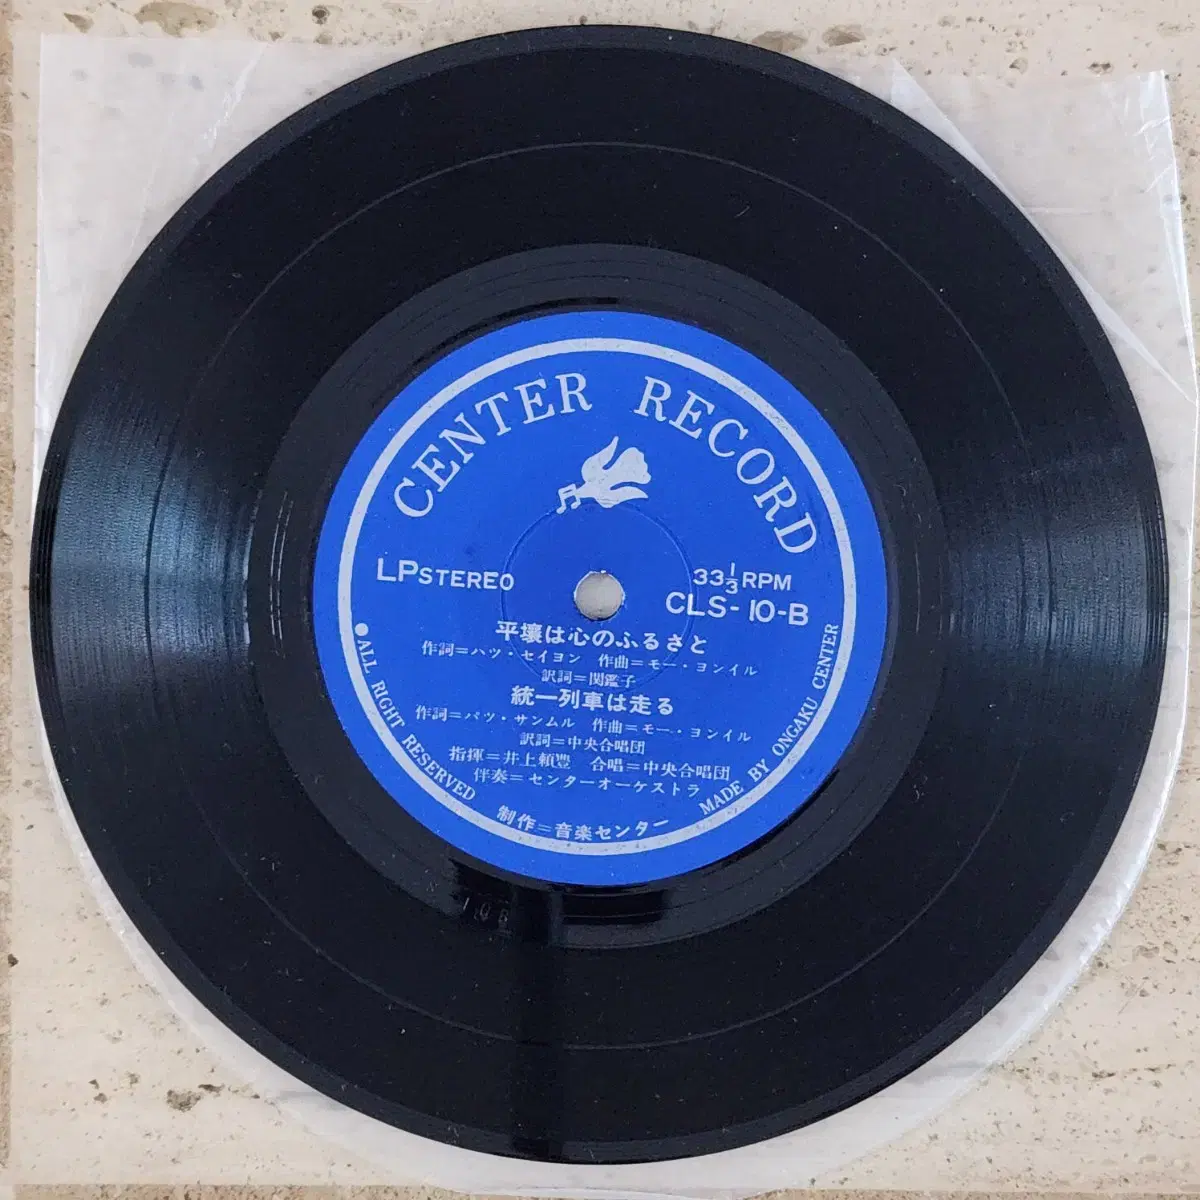 CENTER RECORD
LP STEREO
33 1/3 RPM
CLS-10-B
平壤は心のふるさと
作詞=ハツ・セイヨン 作曲=モー・ヨンイル
訳詞=関鑑子
統一列車は走る
作詞=パツ・サンムル 作曲=モー・ヨンイル
訳詞=中央合唱団
指揮=井上頼豊 合唱=中央合唱団
伴奏=センターオーケストラ
制作=音楽センター
●ALL RIGHT RESERVED
MADE BY ONGAKU CENTER